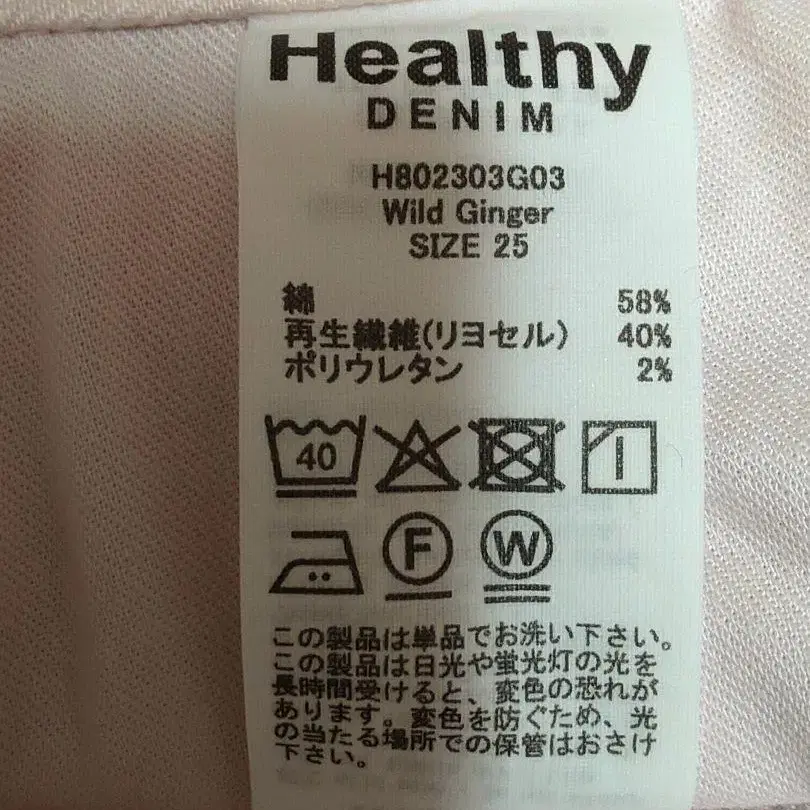 Healthy
DENIM
H802303G03
Wild Ginger
SIZE 25
綿 58%
再生繊維(リヨセル) 40%
ポリウレタン 2%
40
F W
この製品は単品でお洗い下さい。
この製品は日光や蛍光灯の光を
長時間受けると、変色の恐れが
あります。変色を防ぐため、光
の当たる場所での保管はおさけ
下さい。